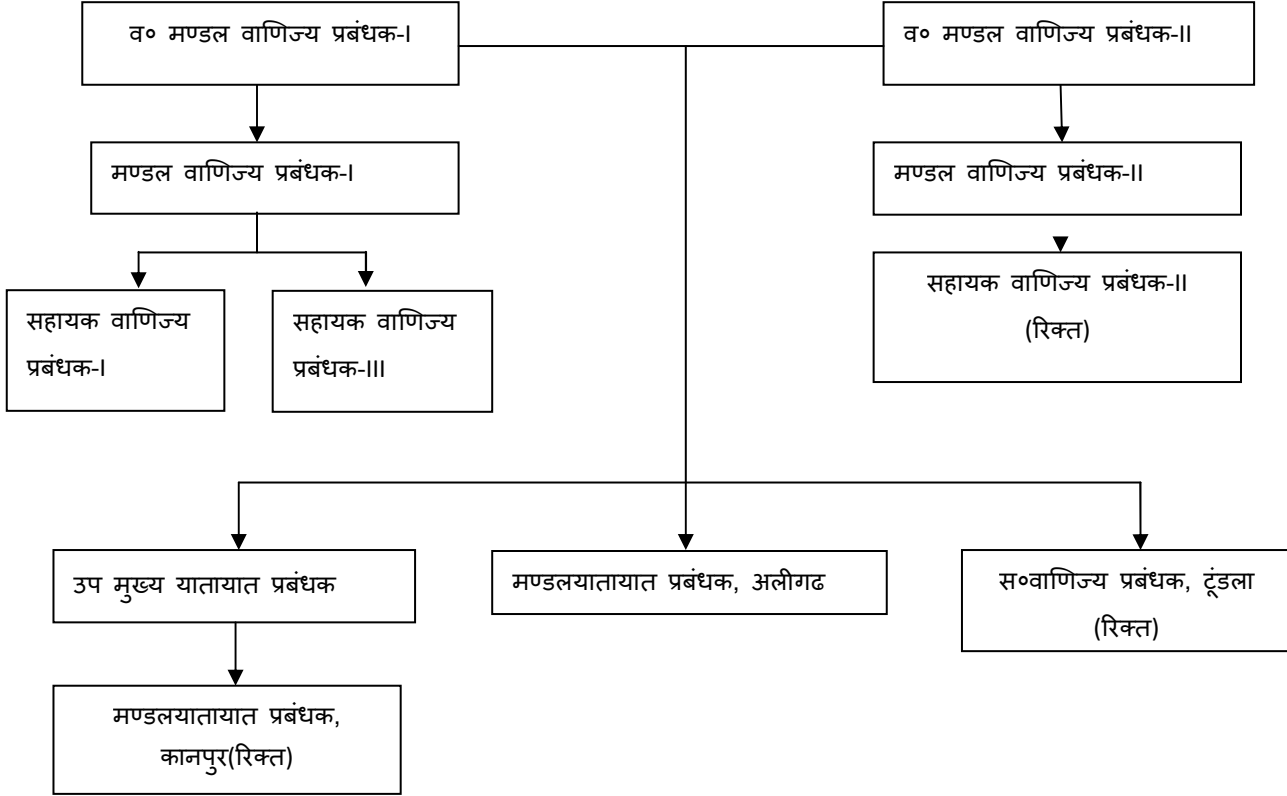 व० मण्डल वाणिज्य प्रबंधक-I
व० मण्डल वाणिज्य प्रबंधक-II
मण्डल वाणिज्य प्रबंधक-I
मण्डल वाणिज्य प्रबंधक-II
सहायक वाणिज्य
प्रबंधक-I
सहायक वाणिज्य
प्रबंधक-III
सहायक वाणिज्य प्रबंधक-II
(रिक्त)
उप मुख्य यातायात प्रबंधक
मण्डलयातायात प्रबंधक, अलीगढ
स०वाणिज्य प्रबंधक, टूंडला
(रिक्त)
मण्डलयातायात प्रबंधक,
कानपुर(रिक्त)